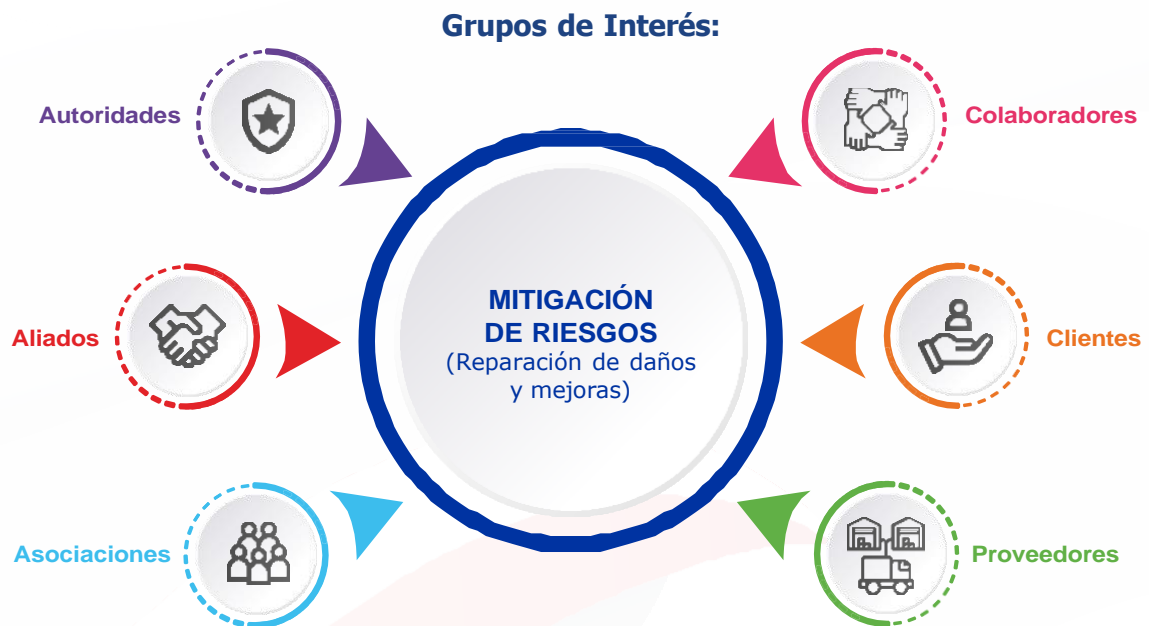 Grupos de Interés:
Autoridades
Colaboradores
MITIGACIÓN
DE RIESGOS
(Reparación de daños
y mejoras)
Aliados
Clientes
Asociaciones
Proveedores